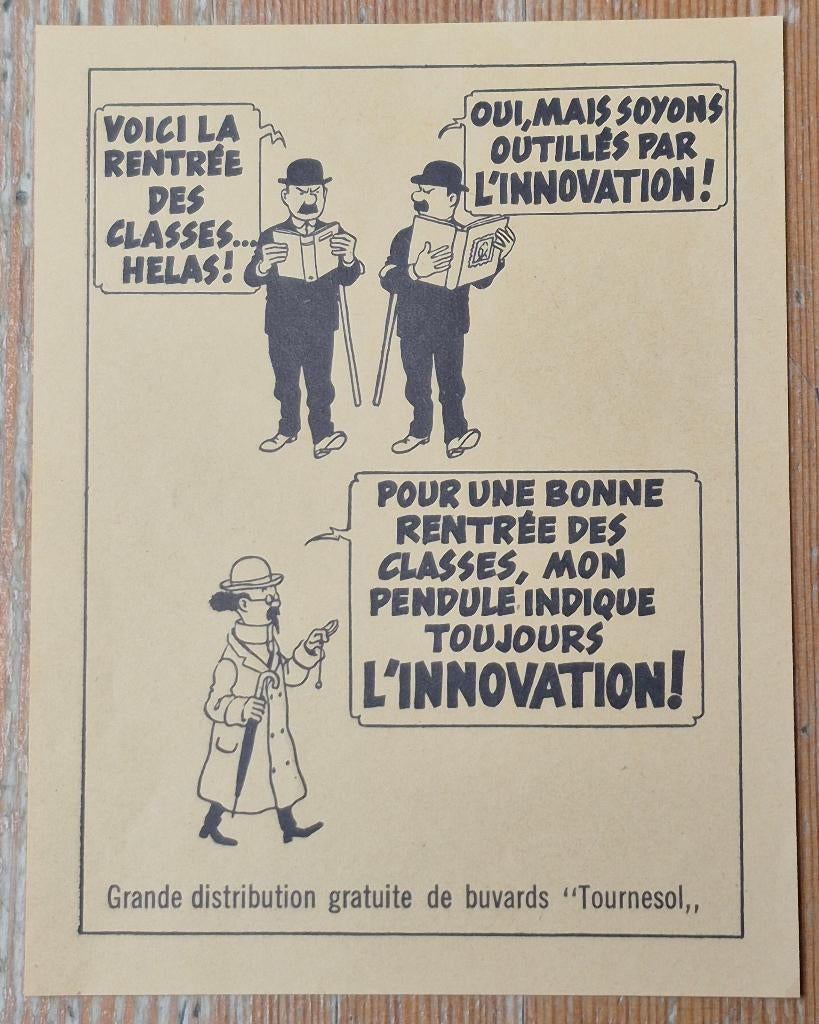 VOICI LA
RENTRÉE
DES
CLASSES...
HELAS!
OUI, MAIS SOYONS
OUTILLÉS PAR
L'INNOVATION!
POUR UNE BONNE
RENTRÉE DES
CLASSES, MON
PENDULE INDIQUE
TOUJOURS
L'INNOVATION!
Grande distribution gratuite de buvards “Tournesol„